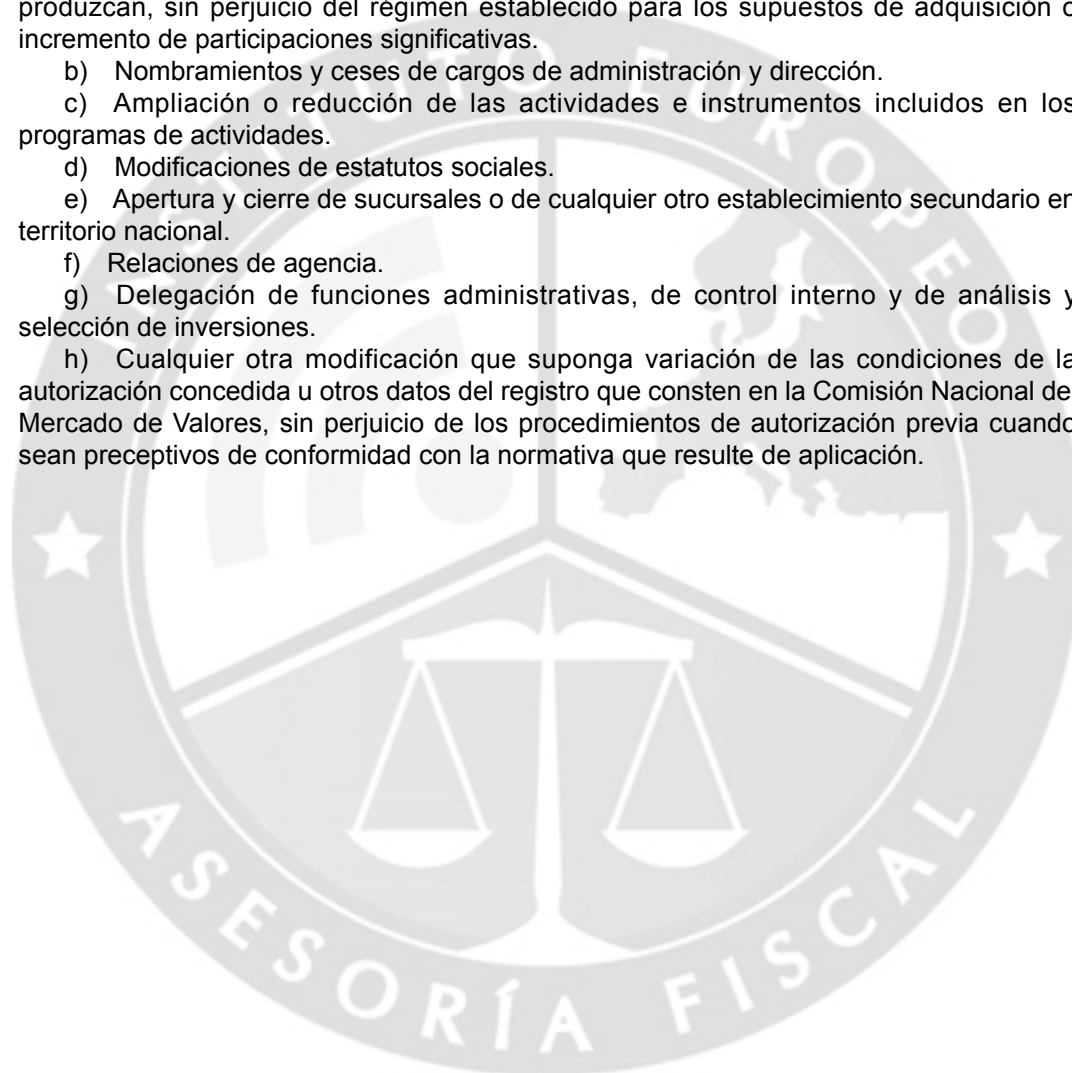 produzcan, sin perjuicio del régimen establecido para los supuestos de adquisición o
incremento de participaciones significativas.
b) Nombramientos y ceses de cargos de administración y dirección.
c) Ampliación o reducción de las actividades e instrumentos incluidos en los
programas de actividades.
d) Modificaciones de estatutos sociales.
e) Apertura y cierre de sucursales o de cualquier otro establecimiento secundario en
territorio nacional.
f) Relaciones de agencia.
g) Delegación de funciones administrativas, de control interno y de análisis y
selección de inversiones.
h) Cualquier otra modificación que suponga variación de las condiciones de la
autorización concedida u otros datos del registro que consten en la Comisión Nacional de
Mercado de Valores, sin perjuicio de los procedimientos de autorización previa cuando
sean preceptivos de conformidad con la normativa que resulte de aplicación.
INSTITUTO EUROPEO
ASESORÍA FISCAL